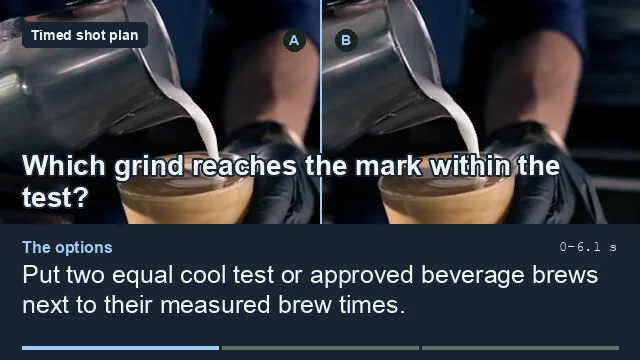 Timed shot plan
A
B
Which grind reaches the mark within the
test?
The options
0–6.1 s
Put two equal cool test or approved beverage brews
next to their measured brew times.